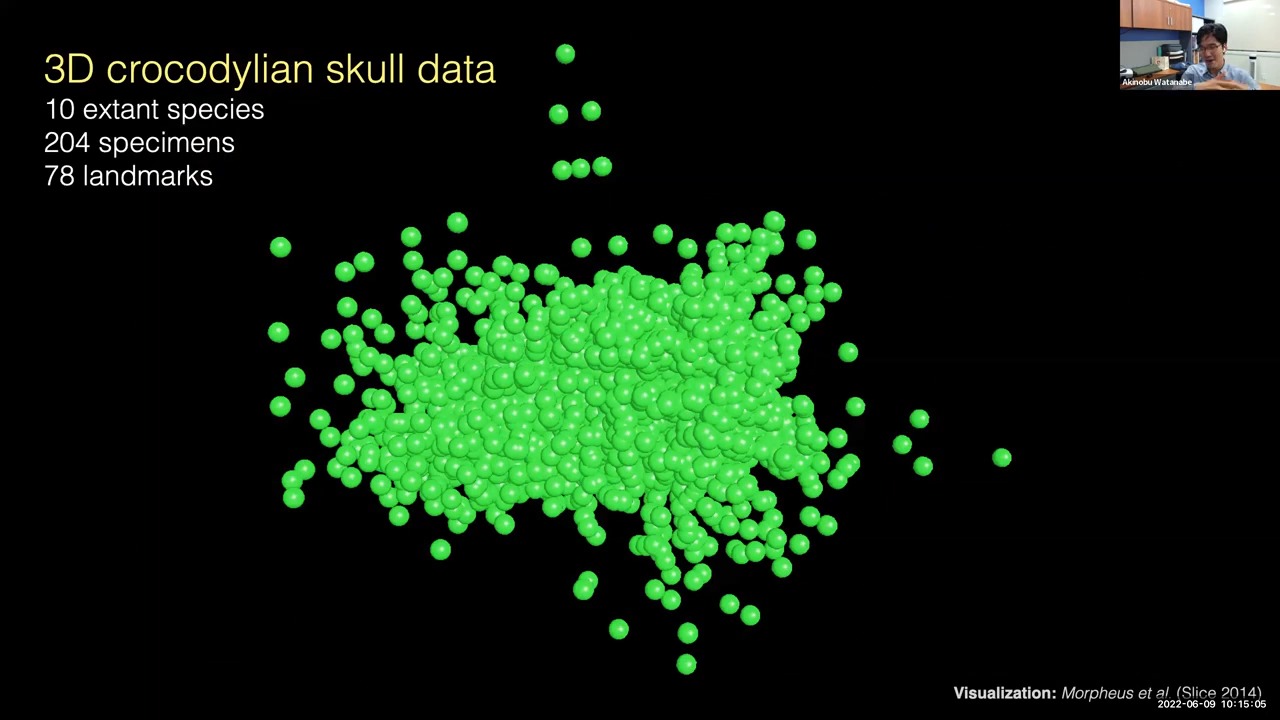 3D crocodylian skull data
10 extant species
204 specimens
78 landmarks
Akinobu Watanabe
Visualization: Morpheus et al. (Slice 2014)
2022-06-09 10:15:05